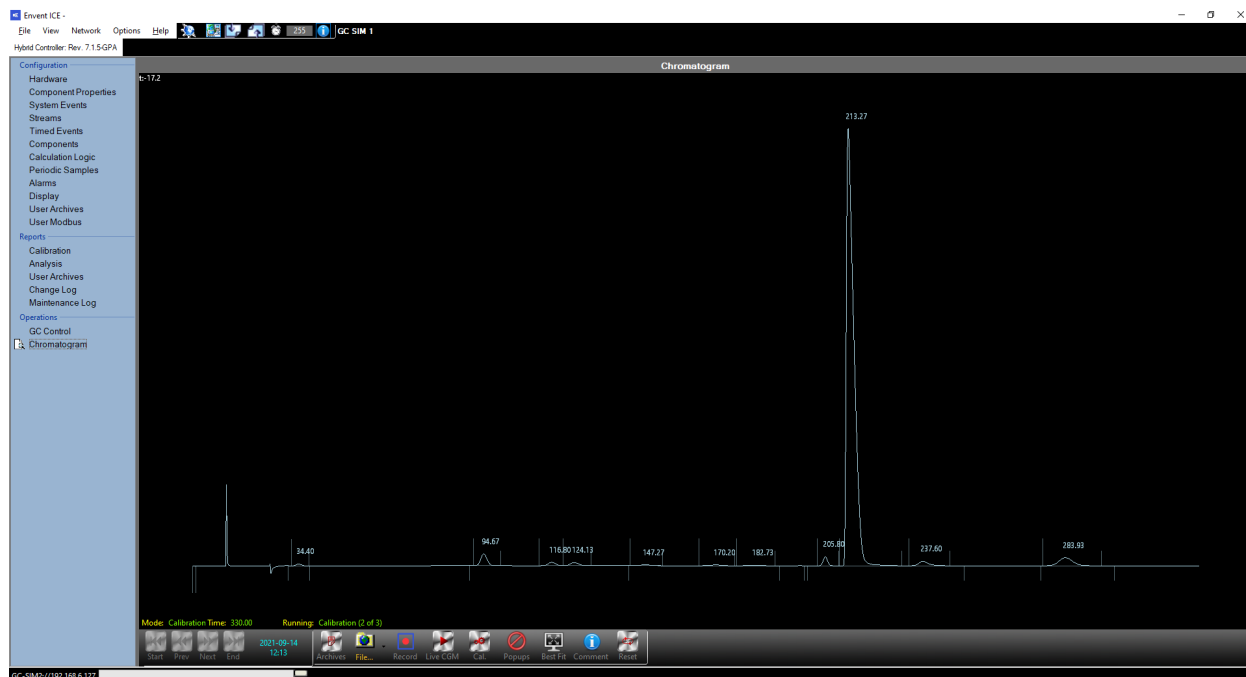 Envent ICE -
File View Network Options Help 255 GC SIM 1
Hybrid Controller: Rev. 7.1.5-GPA
Configuration
Hardware
Component Properties
System Events
Streams
Timed Events
Components
Calculation Logic
Periodic Samples
Alarms
Display
User Archives
User Modbus
Reports
Calibration
Analysis
User Archives
Change Log
Maintenance Log
Operations
GC Control
Chromatogram
Chromatogram
t:-17.2
213.27
34.40
94.67
116.80
124.13
147.27
170.20
182.73
205.80
237.60
283.93
Mode: Calibration Time: 330.00 Running: Calibration (2 of 3)
Start Prev Next End
2021-09-14
12:13
Archives File... Record Live CGM Cal. Popups Best Fit Comment Reset
GC-SIM2://192.168.6.127